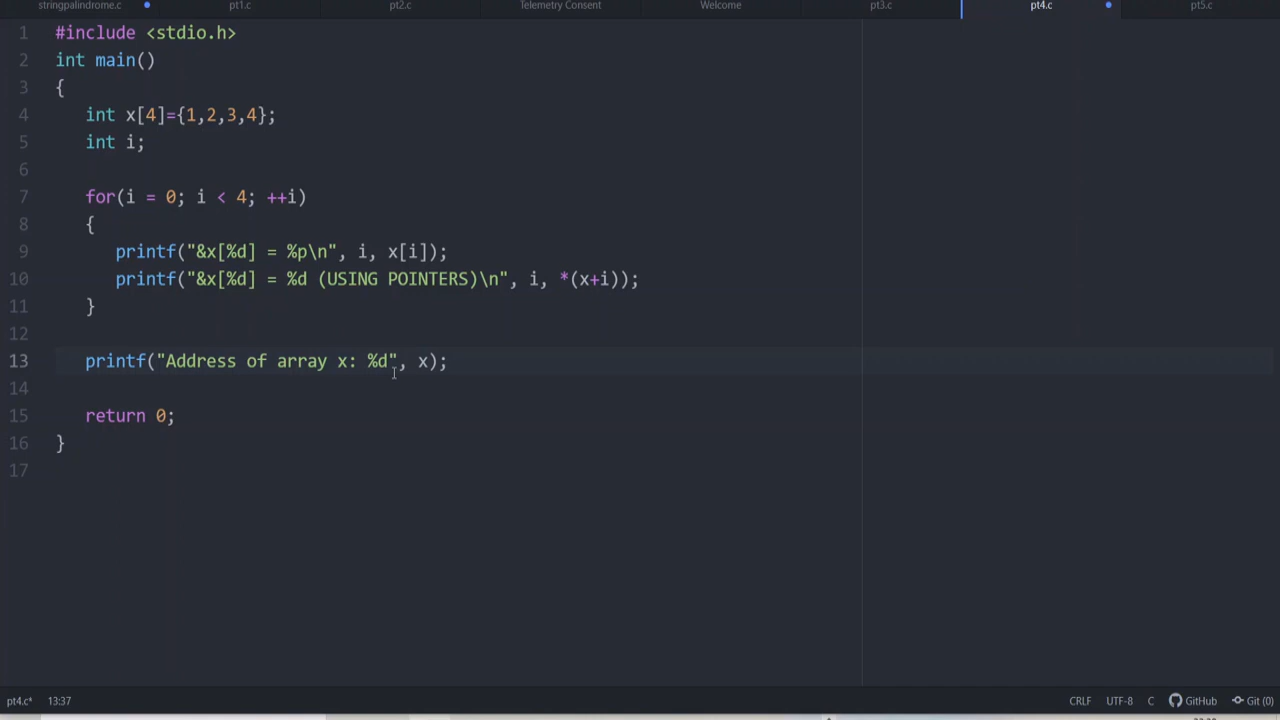 stringpalindrome.c pt1.c pt2.c Telemetry Consent Welcome pt3.c pt4.c pt5.c
1 #include <stdio.h>
2 int main()
3 {
4 int x[4]={1,2,3,4};
5 int i;
6
7 for(i = 0; i < 4; ++i)
8 {
9 printf("&x[%d] = %p\n", i, x[i]);
10 printf("&x[%d] = %d (USING POINTERS)\n", i, *(x+i));
11 }
12
13 printf("Address of array x: %d", x);
14
15 return 0;
16 }
17
pt4.c* 13:37 CRLF UTF-8 C GitHub Git (0)